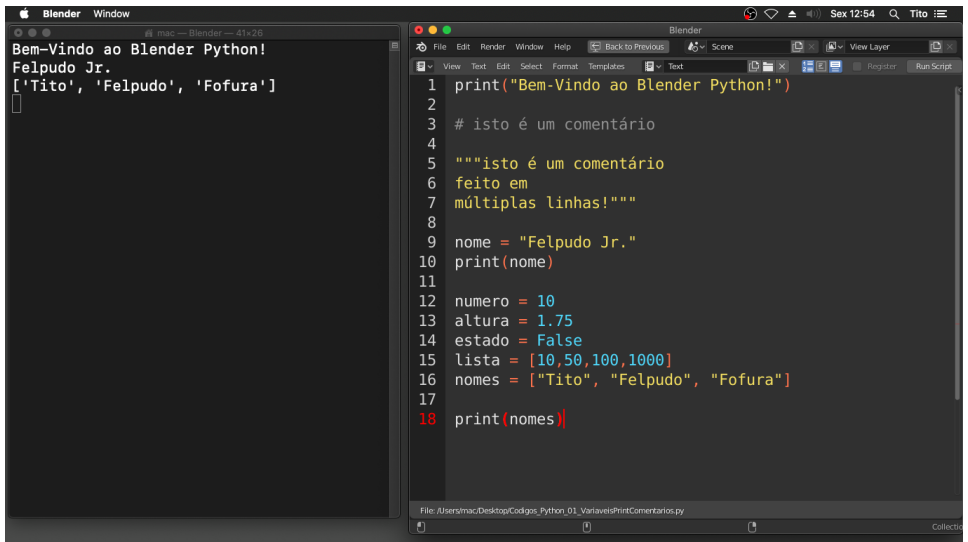 Blender Window
Sex 12:54 Tito
mac — Blender — 41×26
Bem-Vindo ao Blender Python!
Felpudo Jr.
['Tito', 'Felpudo', 'Fofura']
Blender
File Edit Render Window Help Back to Previous Scene View Layer
View Text Edit Select Format Templates Text Register Run Script
1 print("Bem-Vindo ao Blender Python!")
2
3 # isto é um comentário
4
5 """isto é um comentário
6 feito em
7 múltiplas linhas!"""
8
9 nome = "Felpudo Jr."
10 print(nome)
11
12 numero = 10
13 altura = 1.75
14 estado = False
15 lista = [10,50,100,1000]
16 nomes = ["Tito", "Felpudo", "Fofura"]
17
18 print(nomes)
File: /Users/mac/Desktop/Codigos_Python_01_VariaveisPrintComentarios.py
Collectio